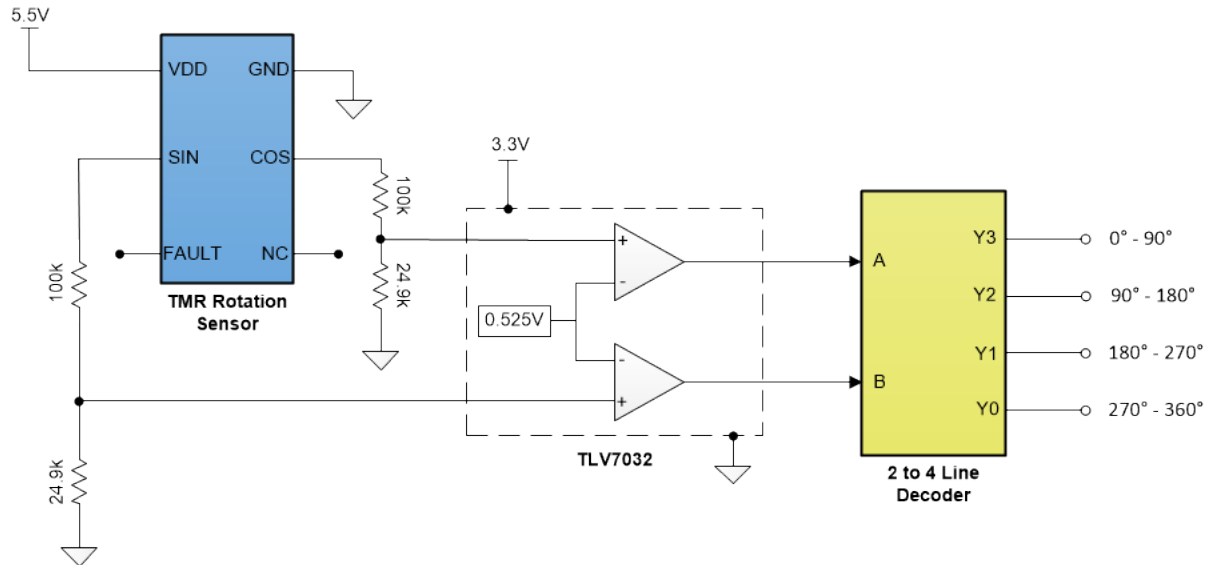 5.5V
VDD
GND
SIN
COS
FAULT
NC
TMR Rotation
Sensor
100k
24.9k
100k
24.9k
3.3V
+
-
0.525V
-
+
TLV7032
A
B
Y3
Y2
Y1
Y0
2 to 4 Line
Decoder
0° - 90°
90° - 180°
180° - 270°
270° - 360°